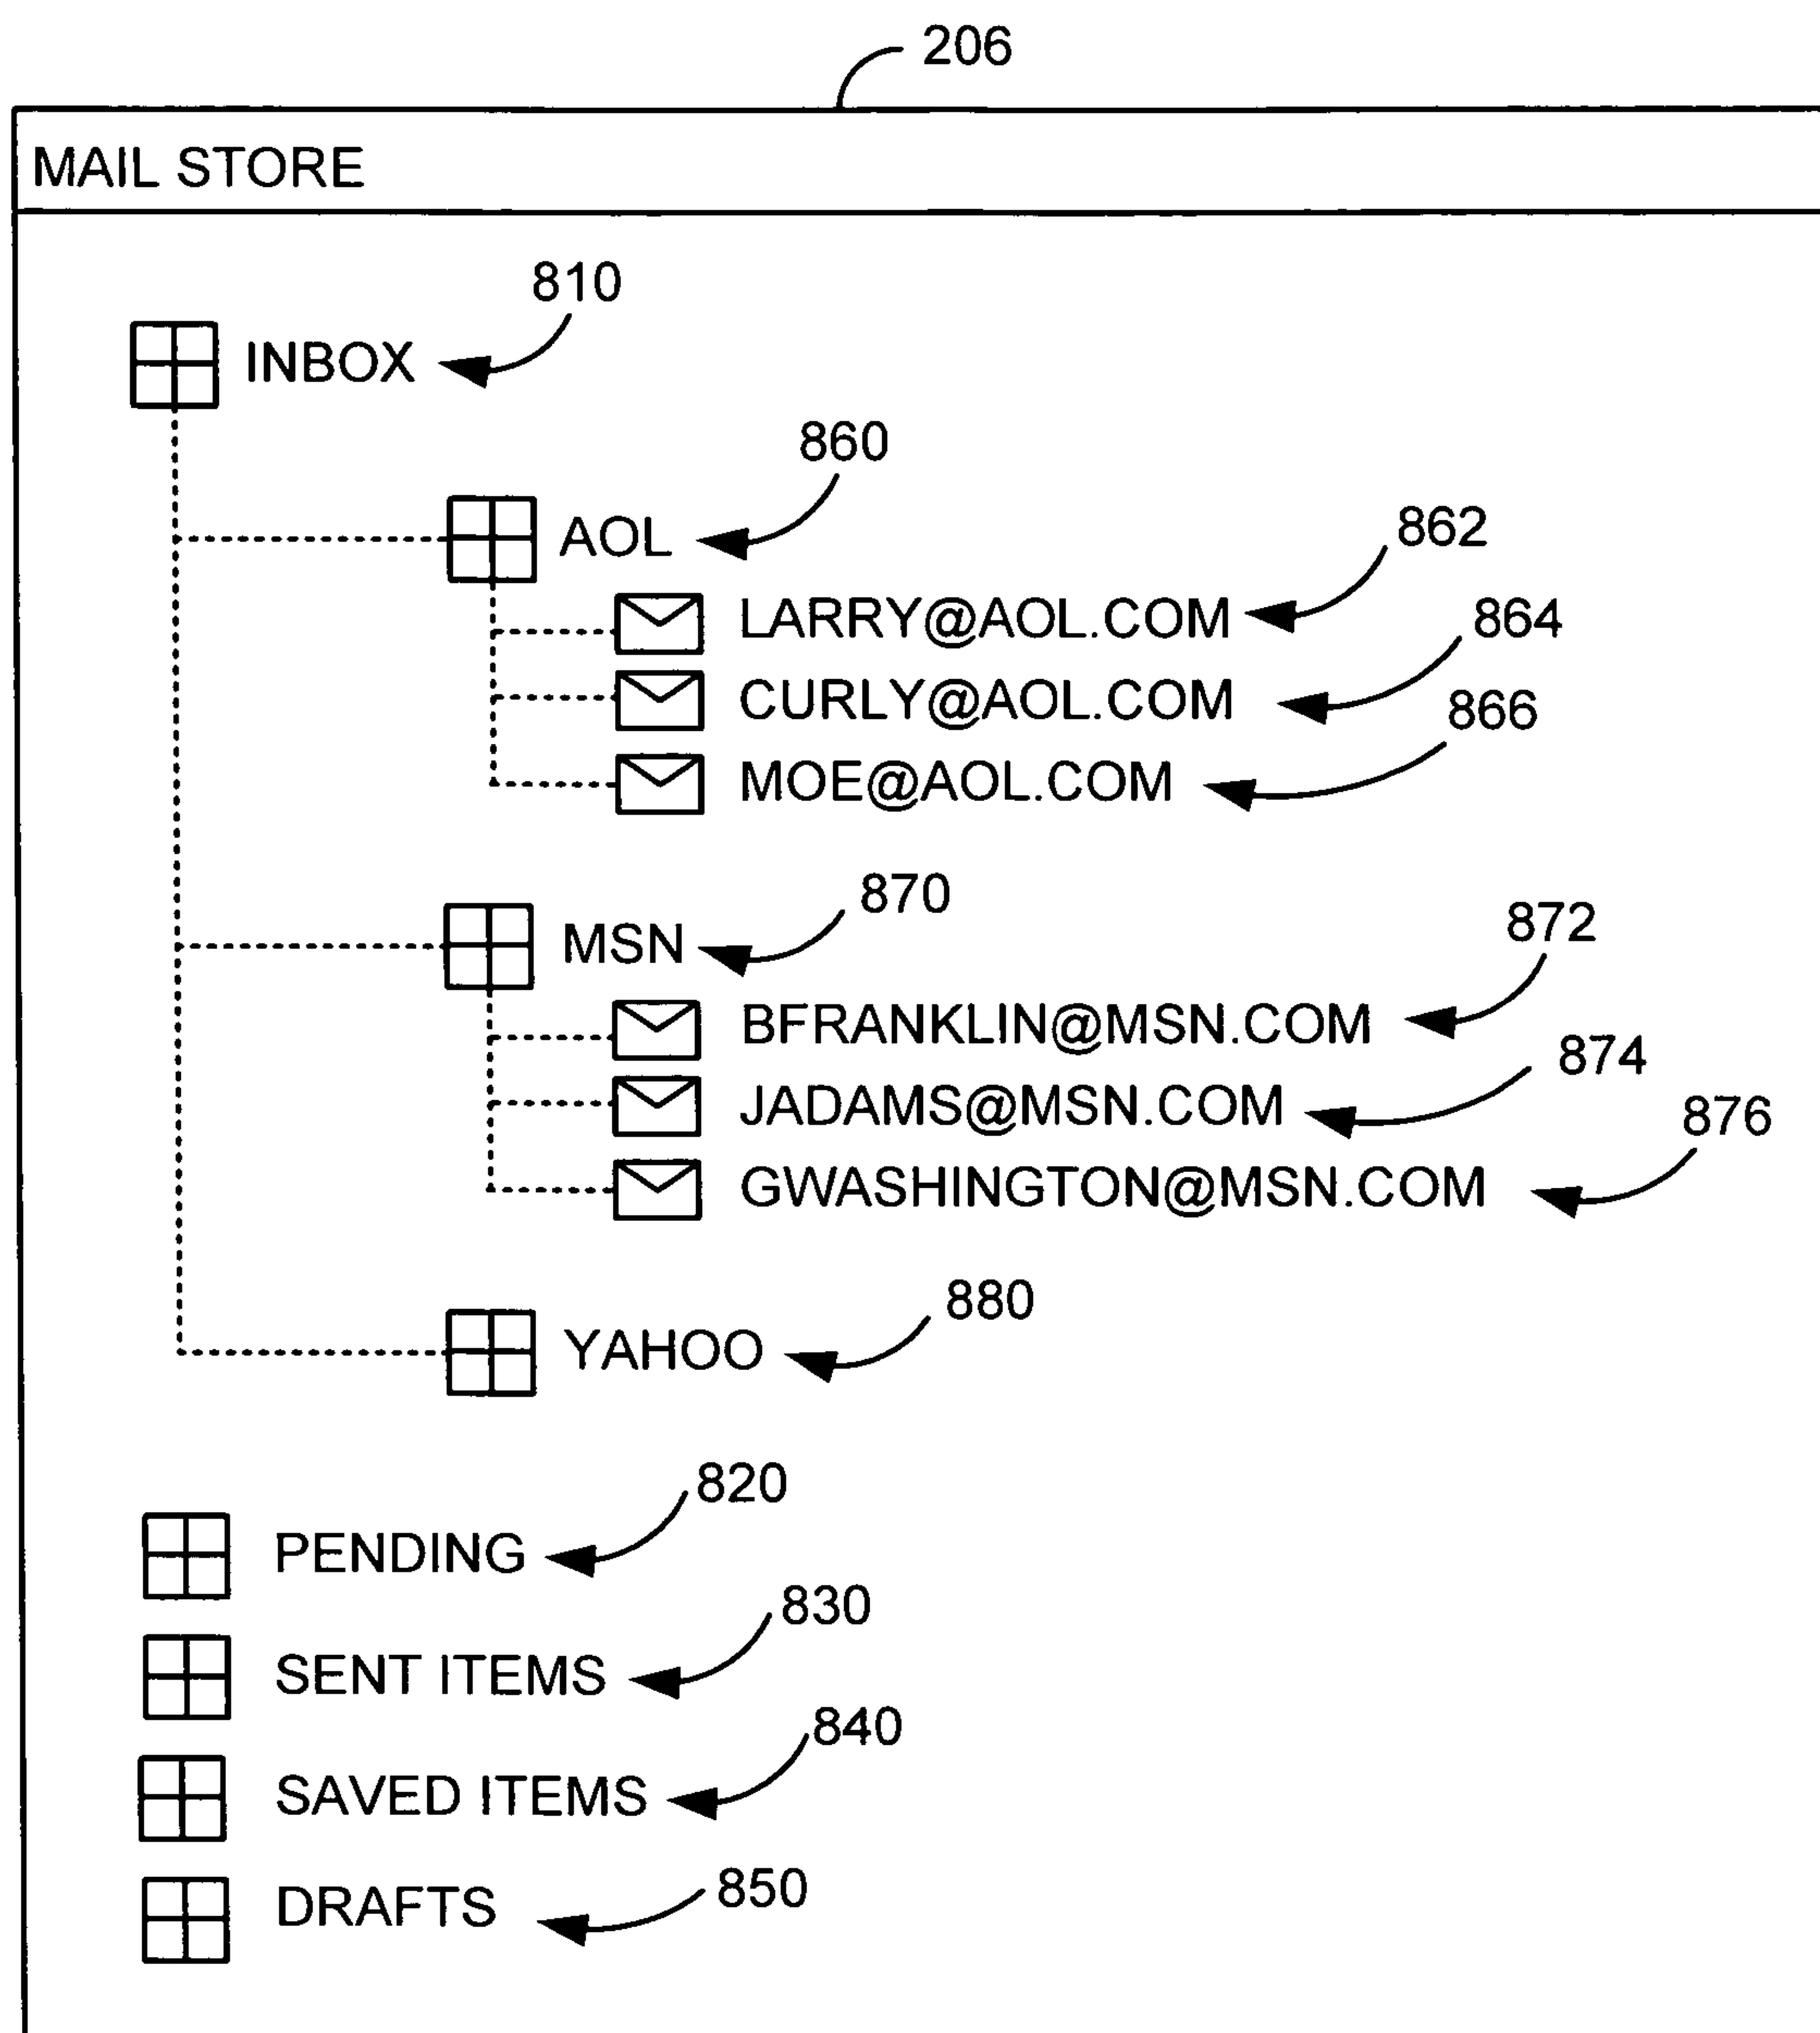 206
MAIL STORE
810
INBOX
860
AOL
862
LARRY@AOL.COM
864
CURLY@AOL.COM
866
MOE@AOL.COM
870
MSN
872
BFRANKLIN@MSN.COM
874
JADAMS@MSN.COM
876
GWASHINGTON@MSN.COM
880
YAHOO
820
PENDING
830
SENT ITEMS
840
SAVED ITEMS
850
DRAFTS